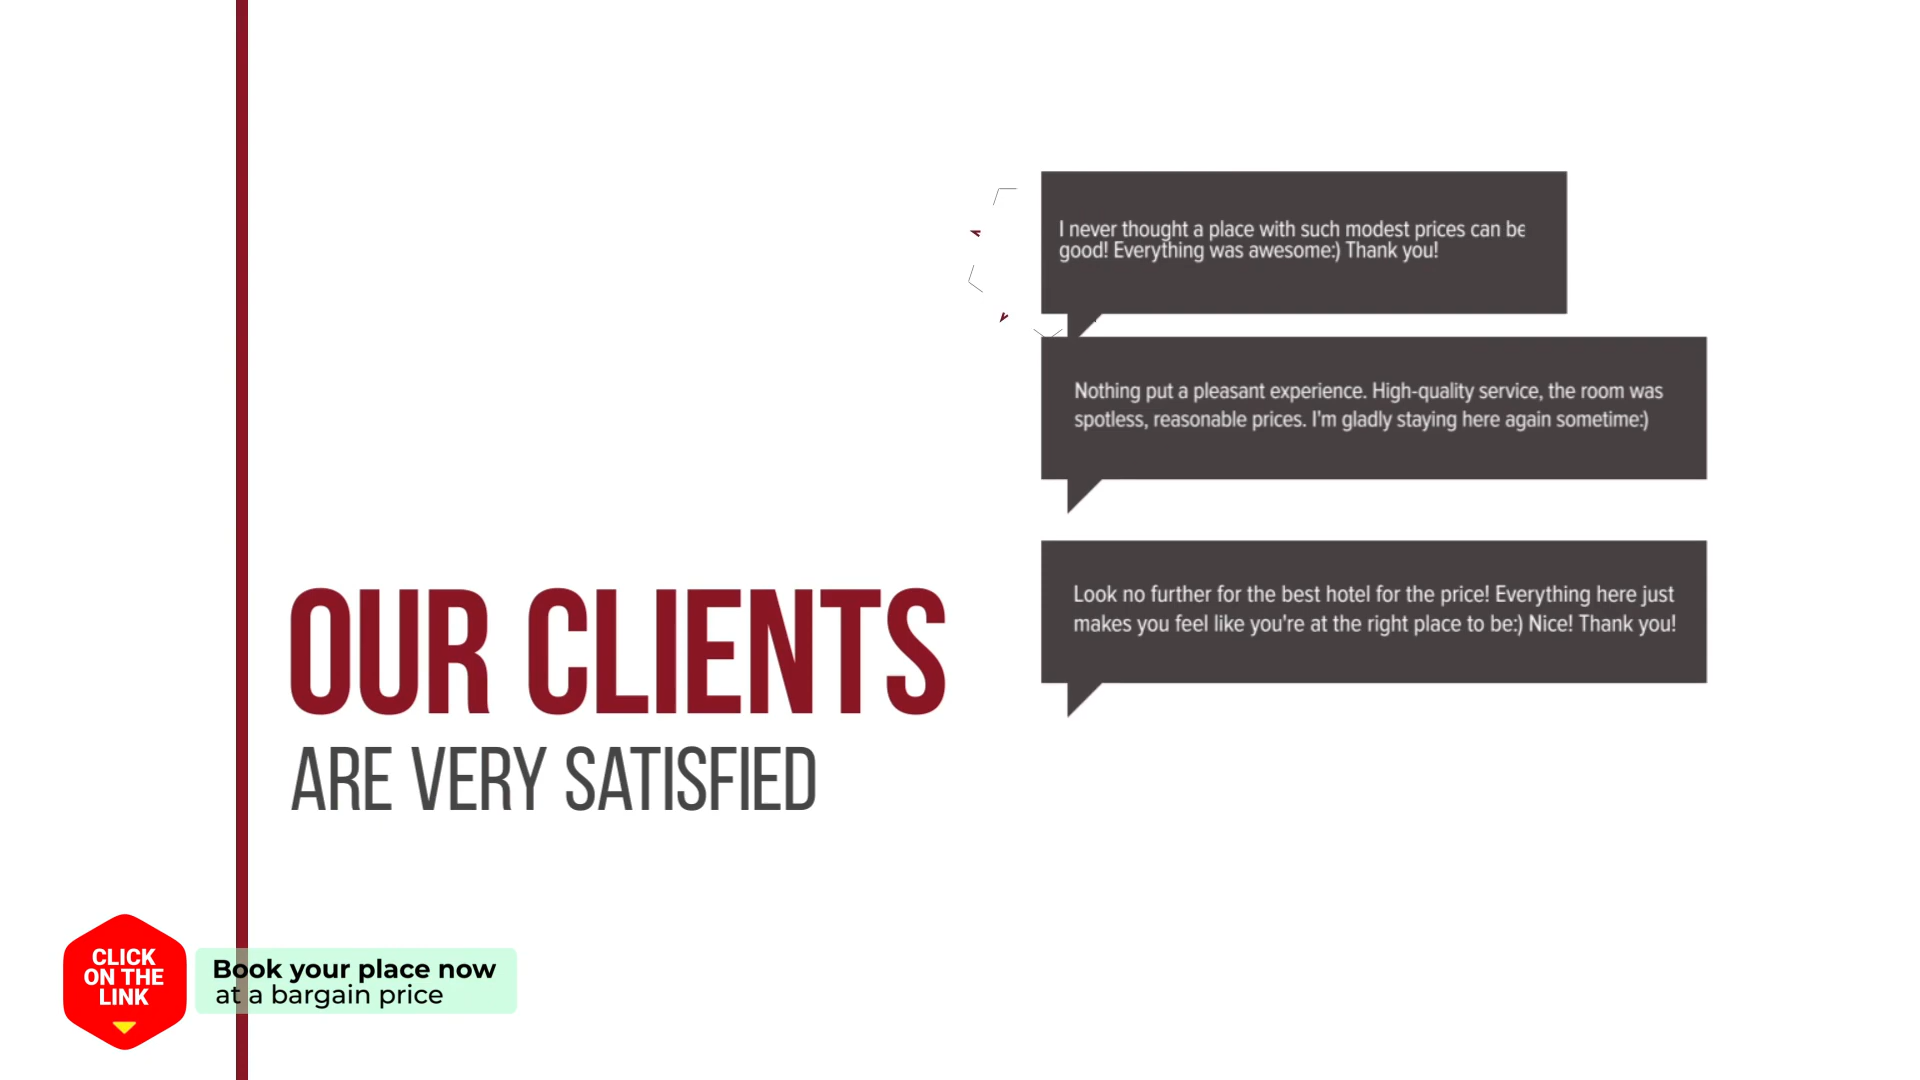 I never thought a place with such modest prices can be
good! Everything was awesome:) Thank you!
Nothing put a pleasant experience. High-quality service, the room was
spotless, reasonable prices. I'm gladly staying here again sometime:)
Look no further for the best hotel for the price! Everything here just
makes you feel like you're at the right place to be:) Nice! Thank you!
OUR CLIENTS
ARE VERY SATISFIED
CLICK
ON THE
LINK
Book your place now
at a bargain price